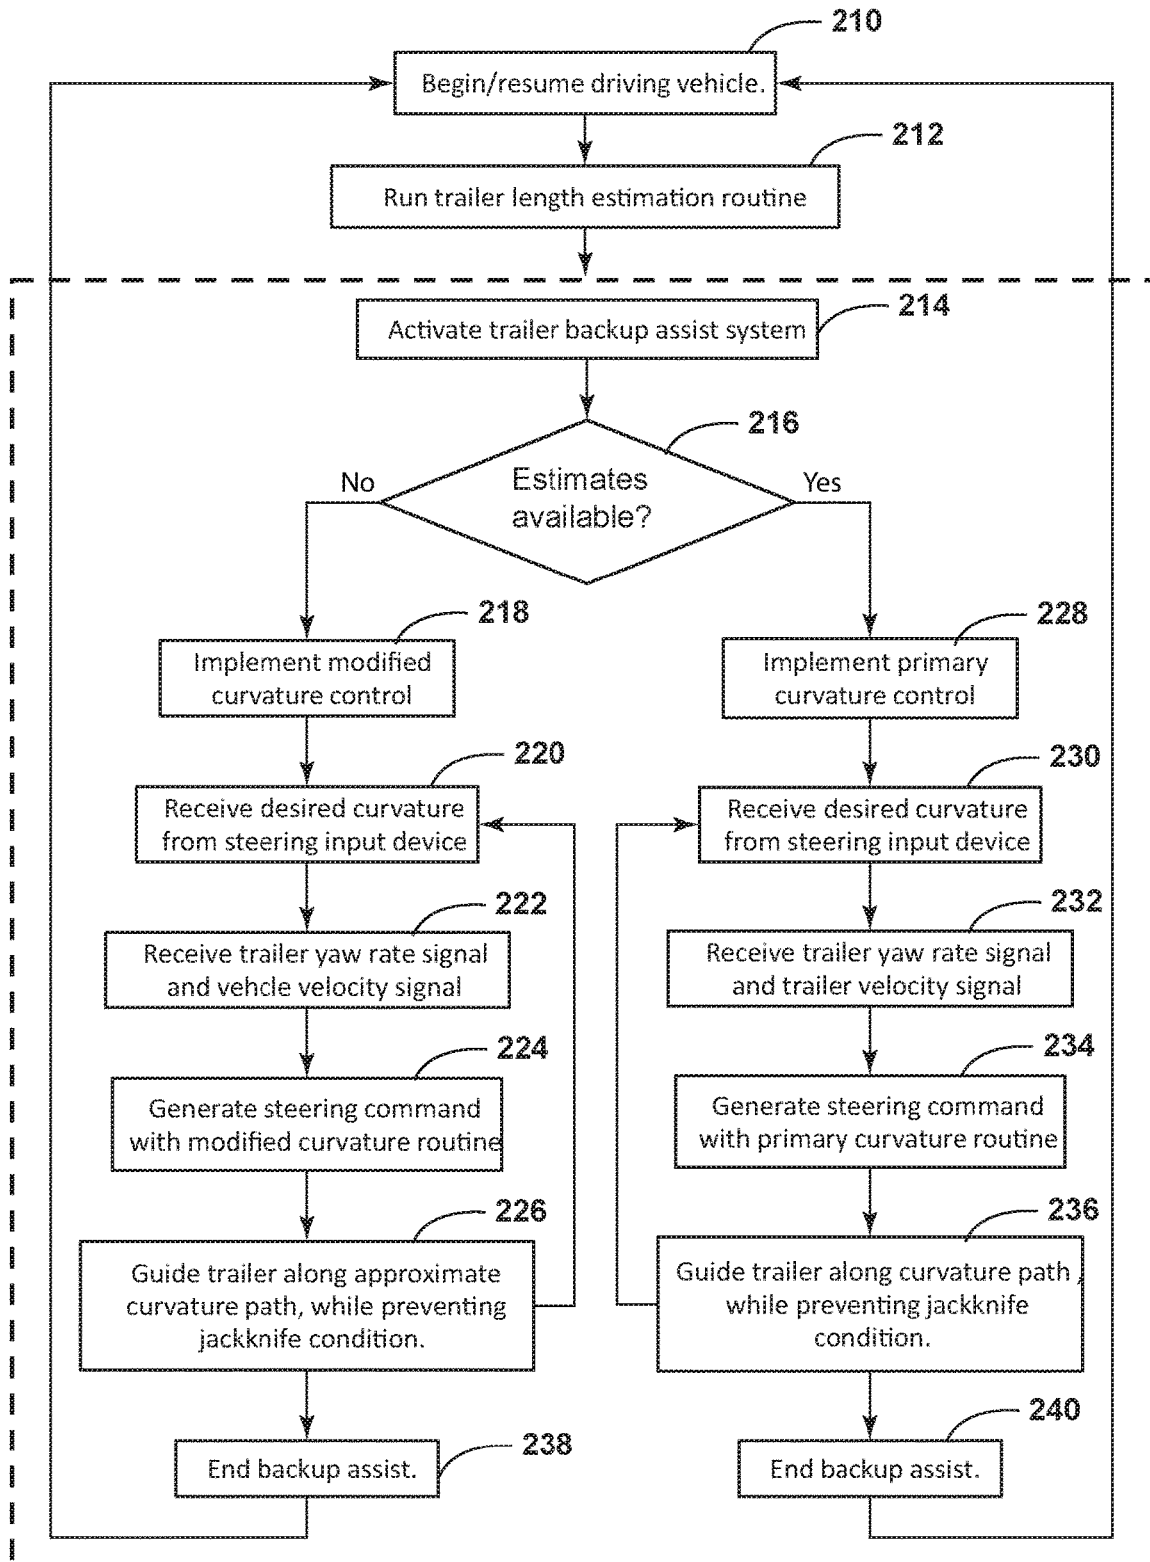 210
Begin/resume driving vehicle.
212
Run trailer length estimation routine
214
Activate trailer backup assist system
216
Estimates
available?
No
Yes
218
Implement modified
curvature control
220
Receive desired curvature
from steering input device
222
Receive trailer yaw rate signal
and vehcle velocity signal
224
Generate steering command
with modified curvature routine
226
Guide trailer along approximate
curvature path, while preventing
jackknife condition.
238
End backup assist.
228
Implement primary
curvature control
230
Receive desired curvature
from steering input device
232
Receive trailer yaw rate signal
and trailer velocity signal
234
Generate steering command
with primary curvature routine
236
Guide trailer along curvature path ,
while preventing jackknife
condition.
240
End backup assist.